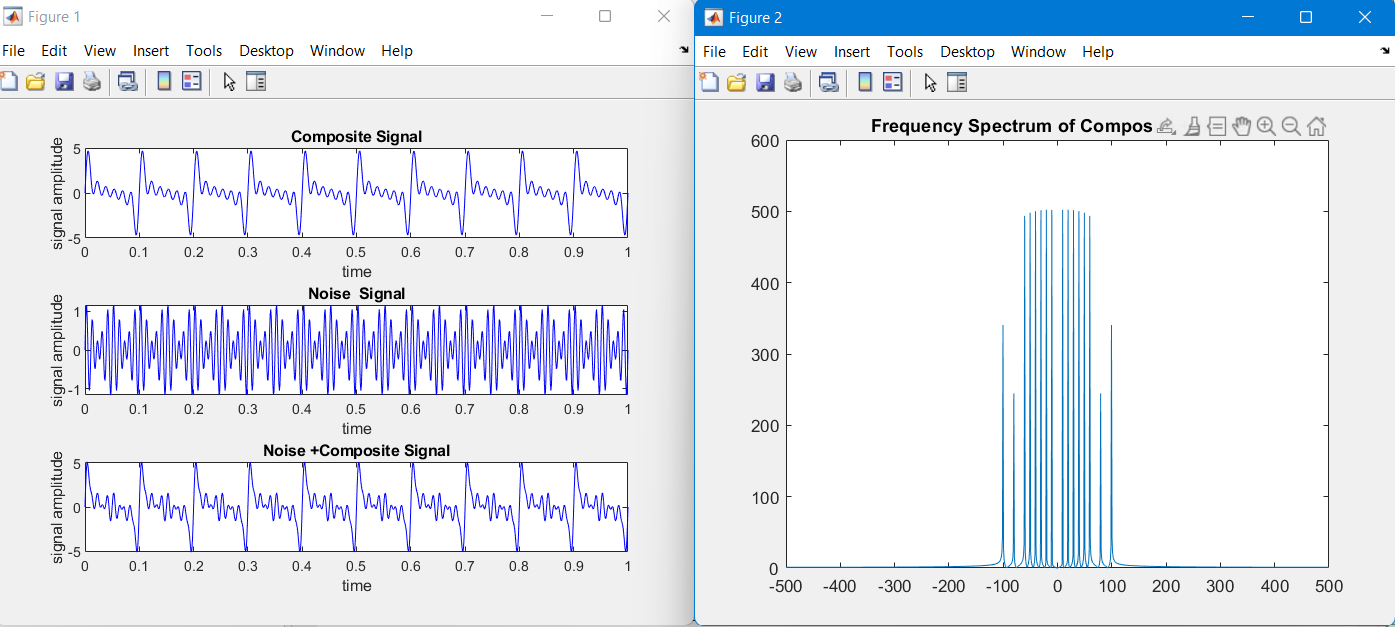 Figure 1
File Edit View Insert Tools Desktop Window Help
Composite Signal
signal amplitude
5
0
-5
0 0.1 0.2 0.3 0.4 0.5 0.6 0.7 0.8 0.9 1
time
Noise  Signal
signal amplitude
1
0
-1
0 0.1 0.2 0.3 0.4 0.5 0.6 0.7 0.8 0.9 1
time
Noise +Composite Signal
signal amplitude
5
0
-5
0 0.1 0.2 0.3 0.4 0.5 0.6 0.7 0.8 0.9 1
time
Figure 2
File Edit View Insert Tools Desktop Window Help
Frequency Spectrum of Compos
600
500
400
300
200
100
0
-500 -400 -300 -200 -100 0 100 200 300 400 500